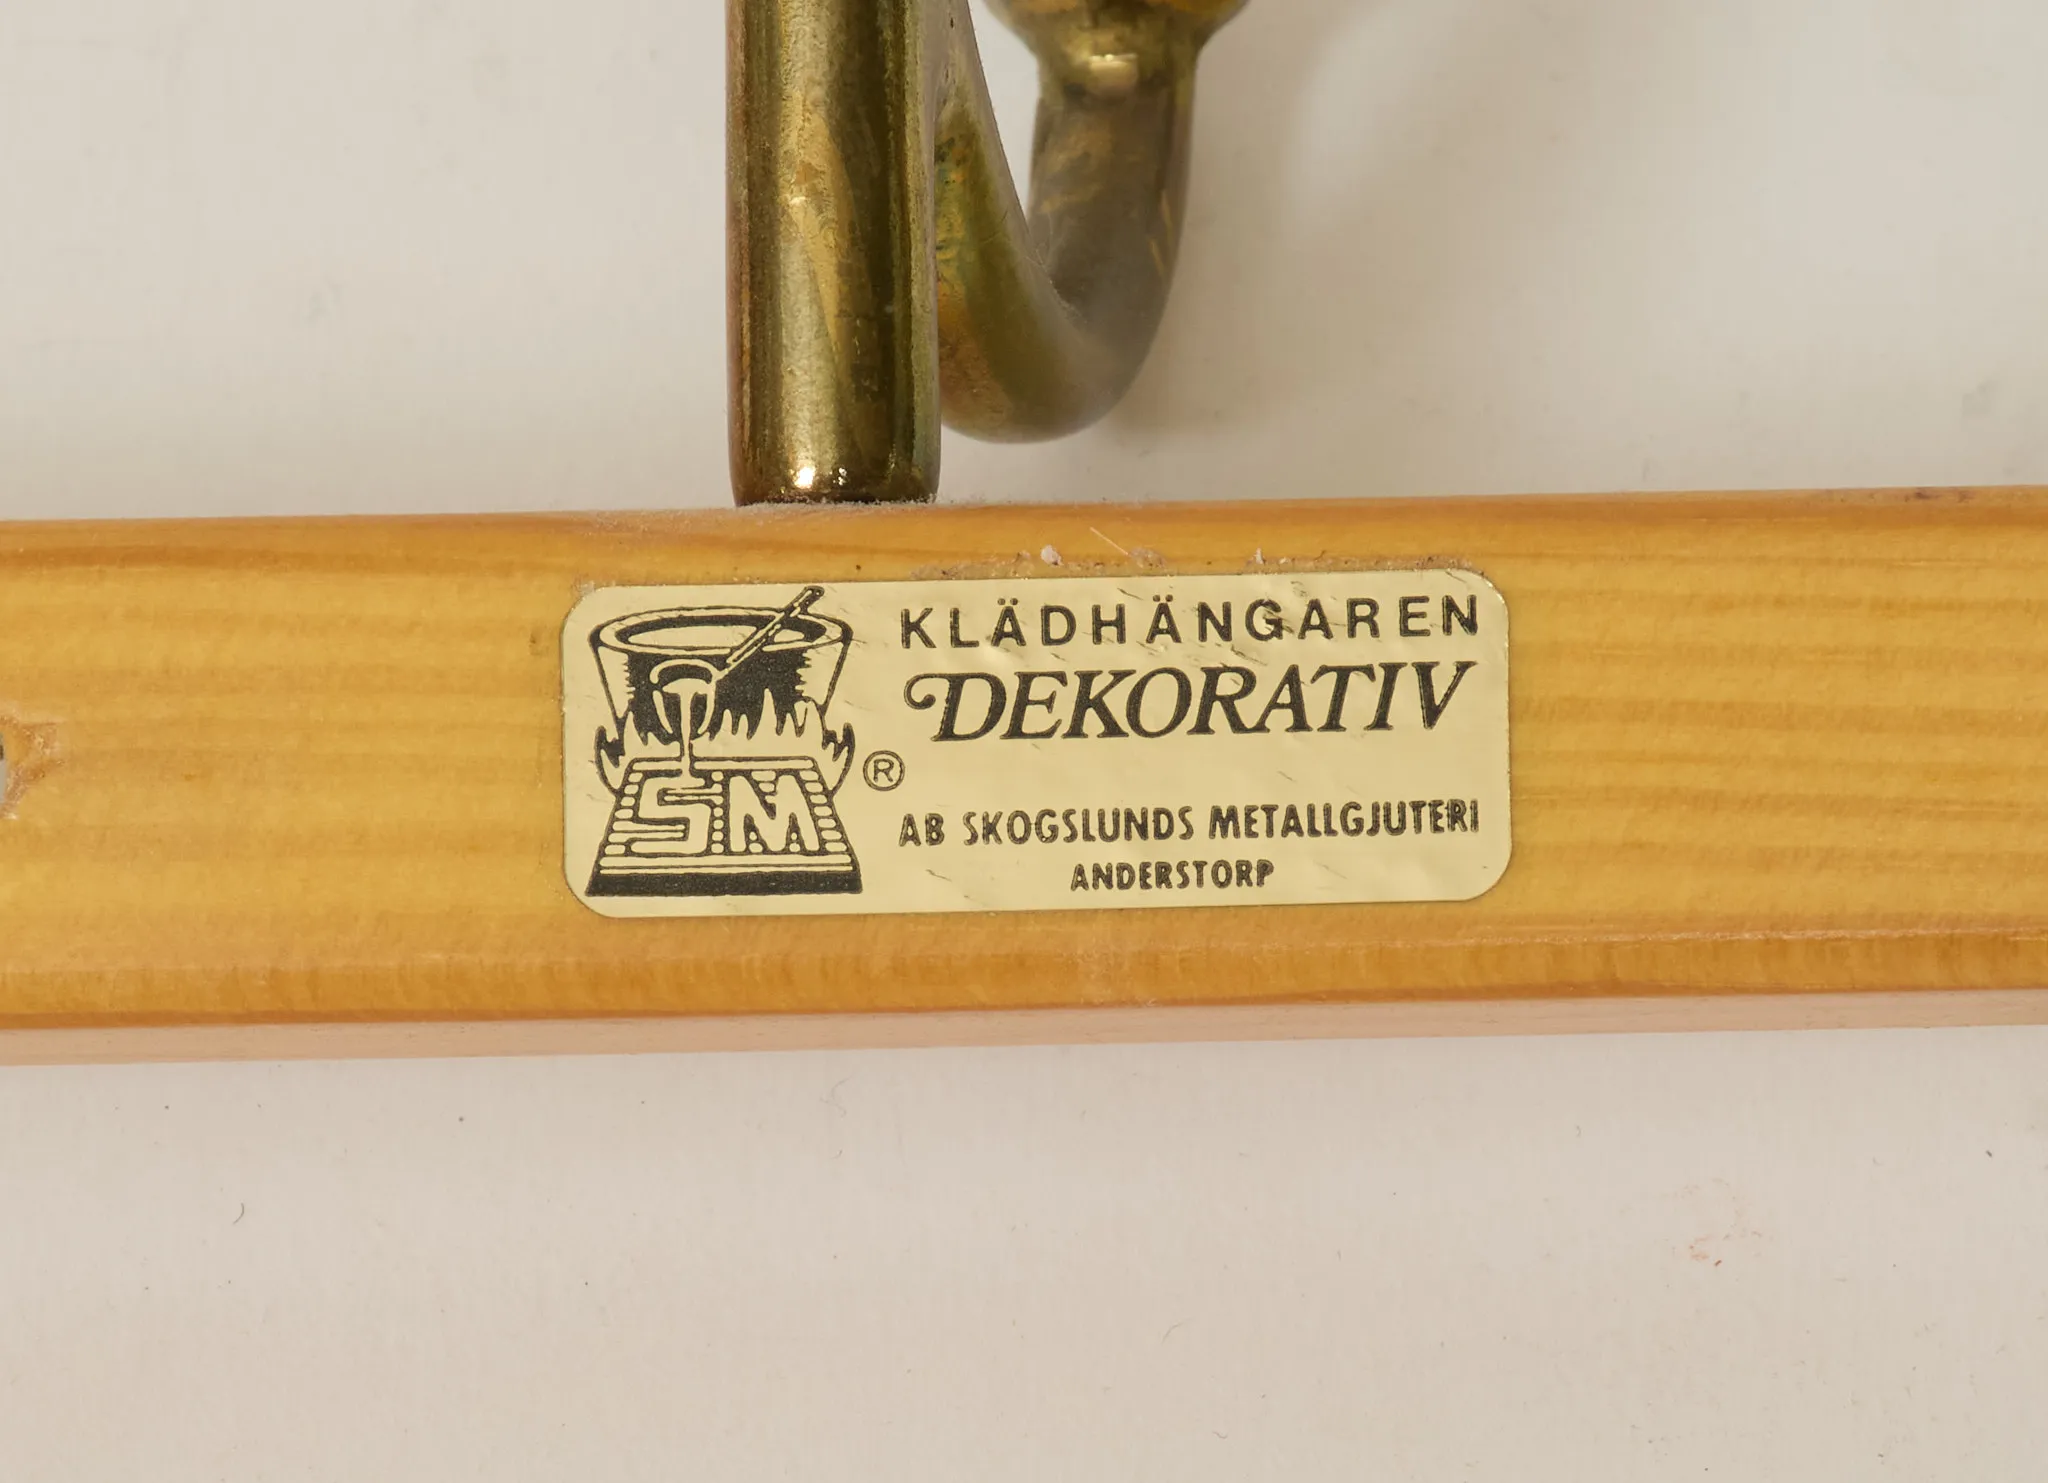 KLÄDHÄNGAREN
DEKORATIV
SM
®
AB SKOGSLUNDS METALLGJUTERI
ANDERSTORP